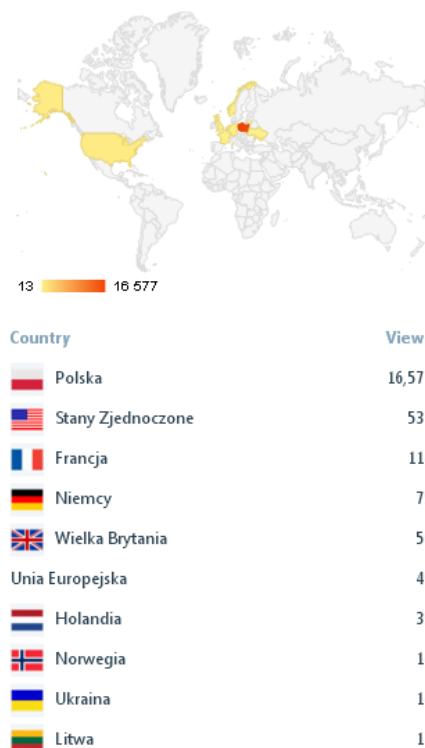 13 16 577
Country View
Polska 16,57
Stany Zjednoczone 53
Francja 11
Niemcy 7
Wielka Brytania 5
Unia Europejska 4
Holandia 3
Norwegia 1
Ukraina 1
Litwa 1